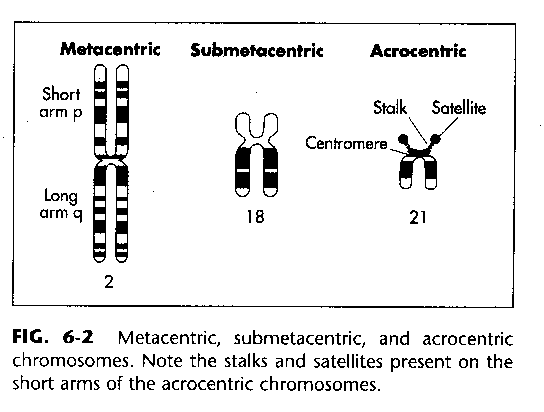 Metacentric Submetacentric Acrocentric
Short
arm p
Stalk Satellite
Centromere
Long
arm q
18 21
2
FIG. 6-2 Metacentric, submetacentric, and acrocentric
chromosomes. Note the stalks and satellites present on the
short arms of the acrocentric chromosomes.